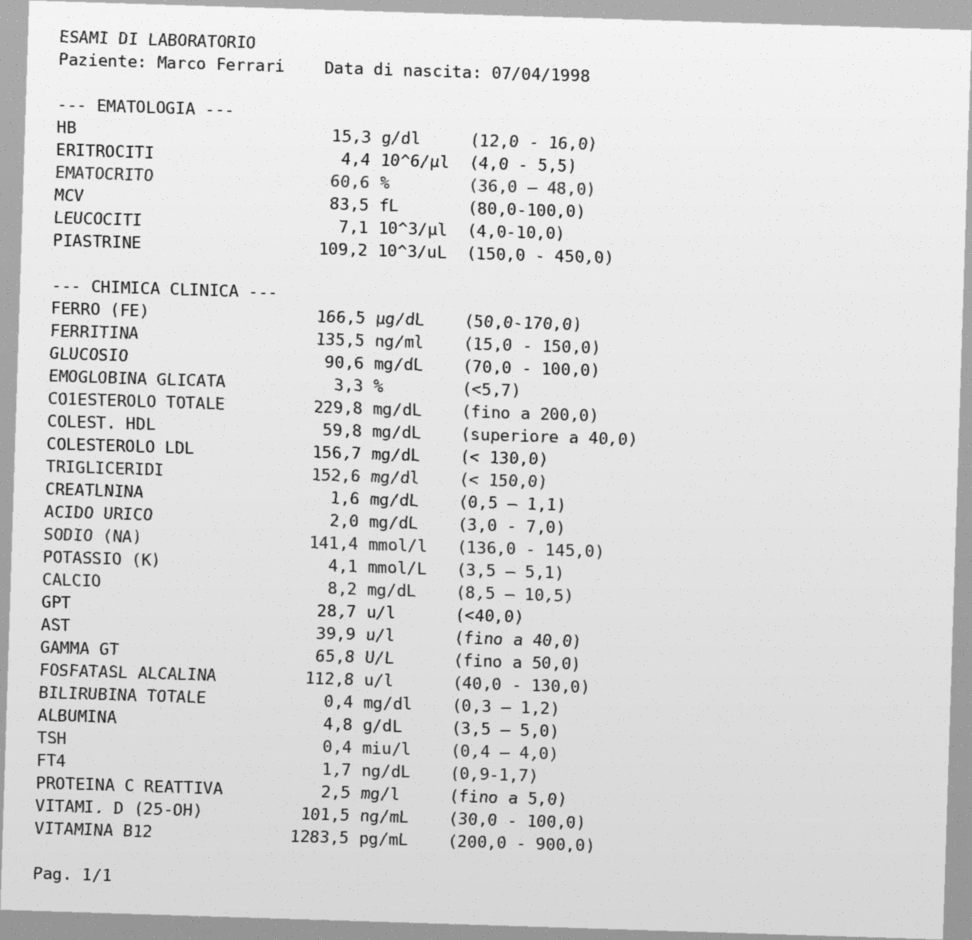 ESAMI DI LABORATORIO
Paziente: Marco Ferrari    Data di nascita: 07/04/1998
--- EMATOLOGIA ---
HB 15,3 g/dl (12,0 - 16,0)
ERITROCITI 4,4 10^6/µl (4,0 - 5,5)
EMATOCRITO 60,6 % (36,0 – 48,0)
MCV 83,5 fL (80,0-100,0)
LEUCOCITI 7,1 10^3/µl (4,0-10,0)
PIASTRINE 109,2 10^3/uL (150,0 - 450,0)
--- CHIMICA CLINICA ---
FERRO (FE) 166,5 µg/dL (50,0-170,0)
FERRITINA 135,5 ng/ml (15,0 - 150,0)
GLUCOSIO 90,6 mg/dL (70,0 - 100,0)
EMOGLOBINA GLICATA 3,3 % (<5,7)
CO1ESTEROLO TOTALE 229,8 mg/dL (fino a 200,0)
COLEST. HDL 59,8 mg/dL (superiore a 40,0)
COLESTEROLO LDL 156,7 mg/dL (< 130,0)
TRIGLICERIDI 152,6 mg/dl (< 150,0)
CREATLNINA 1,6 mg/dL (0,5 – 1,1)
ACIDO URICO 2,0 mg/dL (3,0 - 7,0)
SODIO (NA) 141,4 mmol/l (136,0 - 145,0)
POTASSIO (K) 4,1 mmol/L (3,5 – 5,1)
CALCIO 8,2 mg/dL (8,5 – 10,5)
GPT 28,7 u/l (<40,0)
AST 39,9 u/l (fino a 40,0)
GAMMA GT 65,8 U/L (fino a 50,0)
FOSFATASL ALCALINA 112,8 u/l (40,0 - 130,0)
BILIRUBINA TOTALE 0,4 mg/dl (0,3 – 1,2)
ALBUMINA 4,8 g/dL (3,5 – 5,0)
TSH 0,4 miu/l (0,4 – 4,0)
FT4 1,7 ng/dL (0,9-1,7)
PROTEINA C REATTIVA 2,5 mg/l (fino a 5,0)
VITAMI. D (25-OH) 101,5 ng/mL (30,0 - 100,0)
VITAMINA B12 1283,5 pg/mL (200,0 - 900,0)
Pag. 1/1